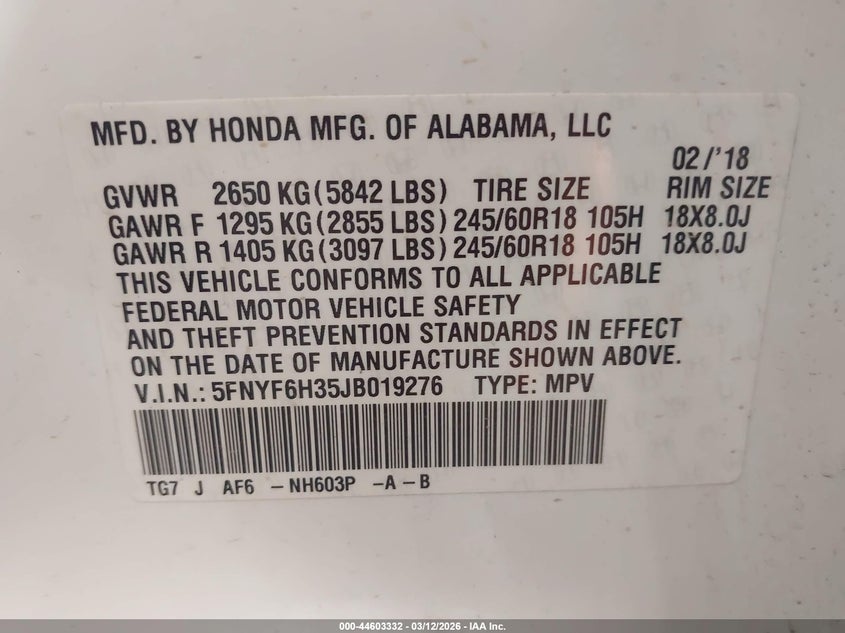 MFD. BY HONDA MFG. OF ALABAMA, LLC
02/'18
GVWR 2650 KG (5842 LBS) TIRE SIZE RIM SIZE
GAWR F 1295 KG (2855 LBS) 245/60R18 105H 18X8.0J
GAWR R 1405 KG (3097 LBS) 245/60R18 105H 18X8.0J
THIS VEHICLE CONFORMS TO ALL APPLICABLE
FEDERAL MOTOR VEHICLE SAFETY
AND THEFT PREVENTION STANDARDS IN EFFECT
ON THE DATE OF MANUFACTURE SHOWN ABOVE.
V.I.N.: 5FNYF6H35JB019276 TYPE: MPV
TG7 J AF6 -NH603P -A-B
000-44603332 - 03/12/2026 - IAA Inc.